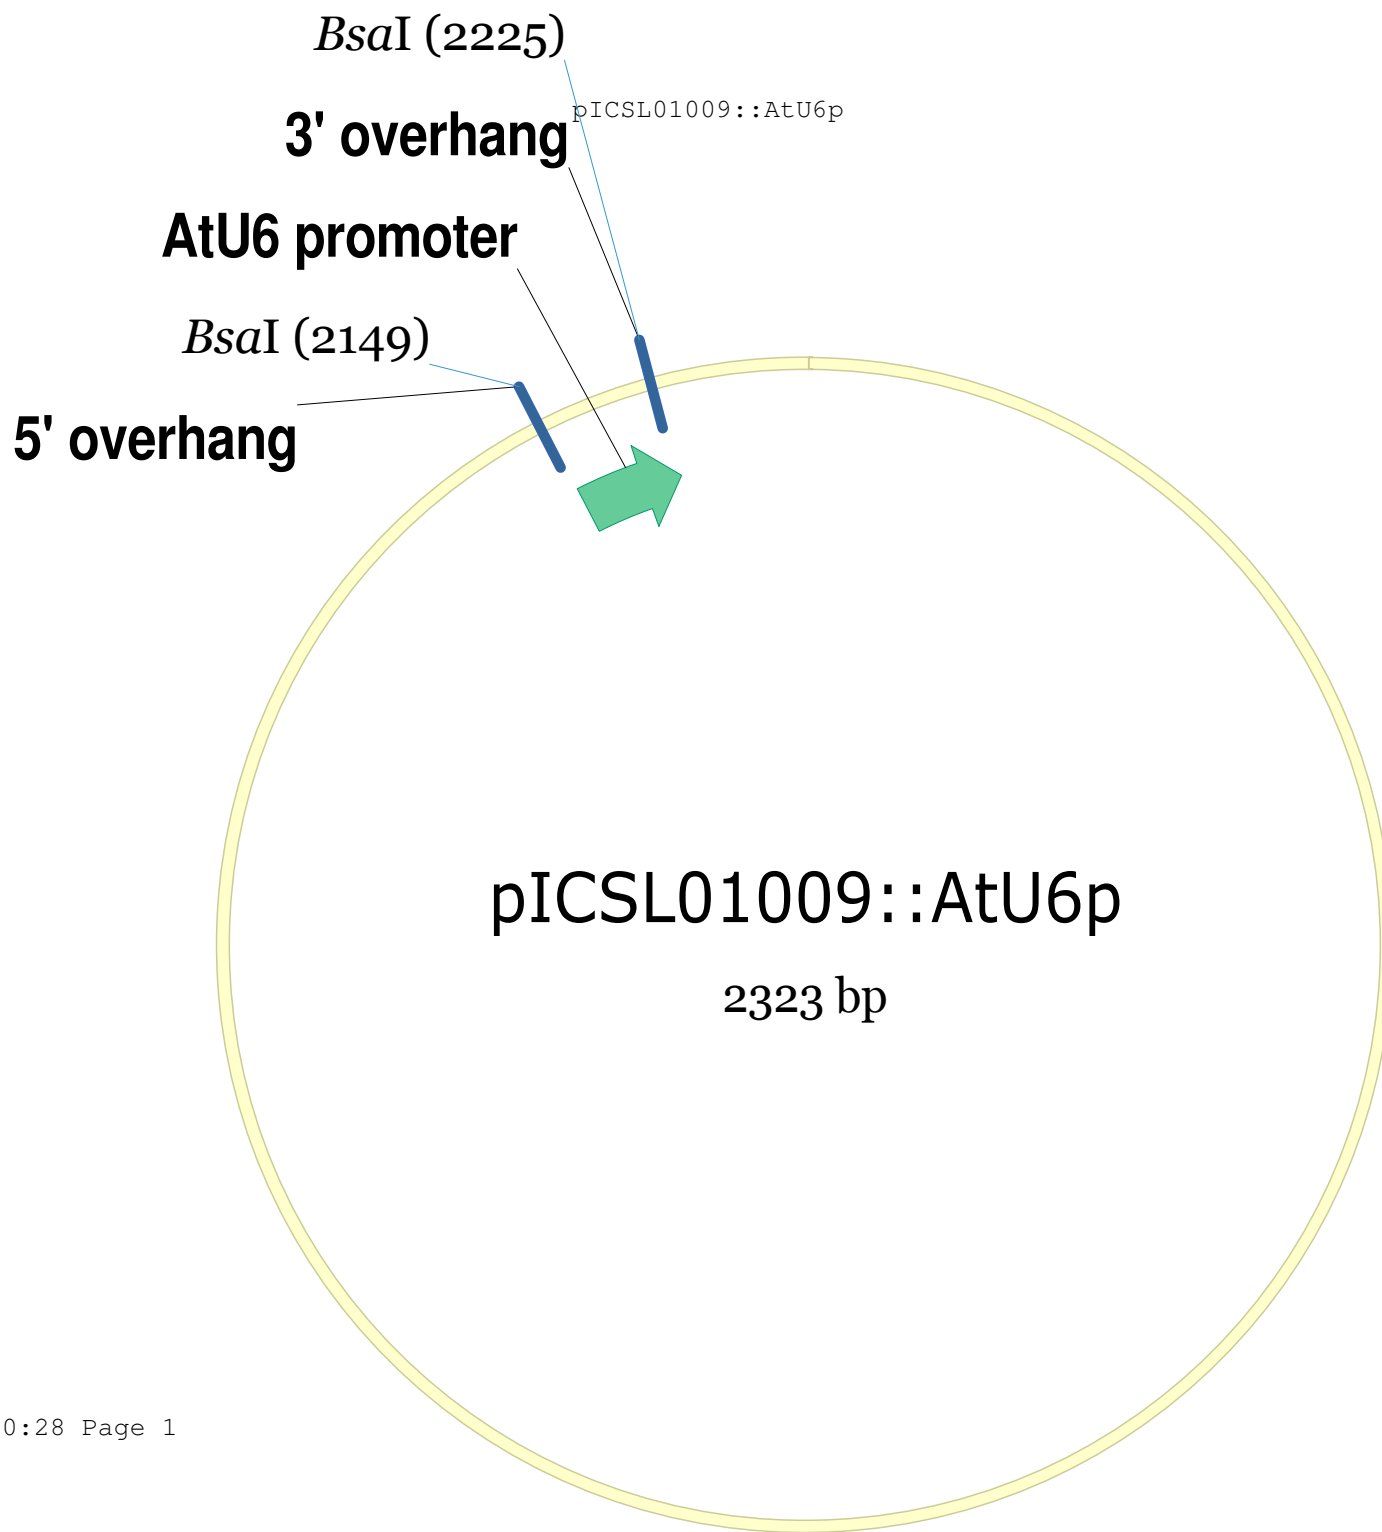 BsaI (2225)
pICSL01009::AtU6p
3' overhang
AtU6 promoter
BsaI (2149)
5' overhang
pICSL01009::AtU6p
2323 bp
0:28 Page 1